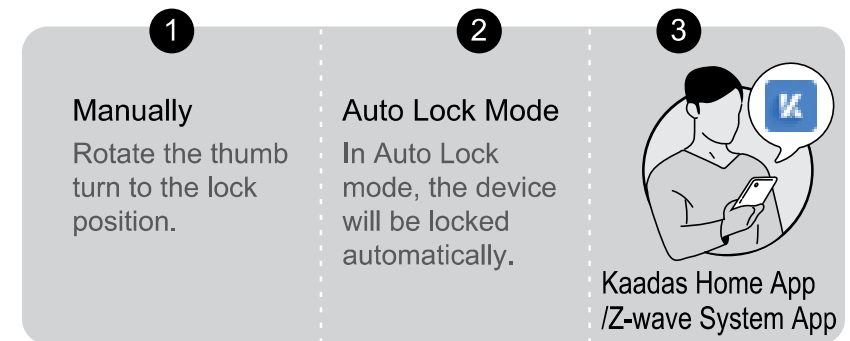 1
Manually
Rotate the thumb
turn to the lock
position.
2
Auto Lock Mode
In Auto Lock
mode, the device
will be locked
automatically.
3
K
Kaadas Home App
/Z-wave System App